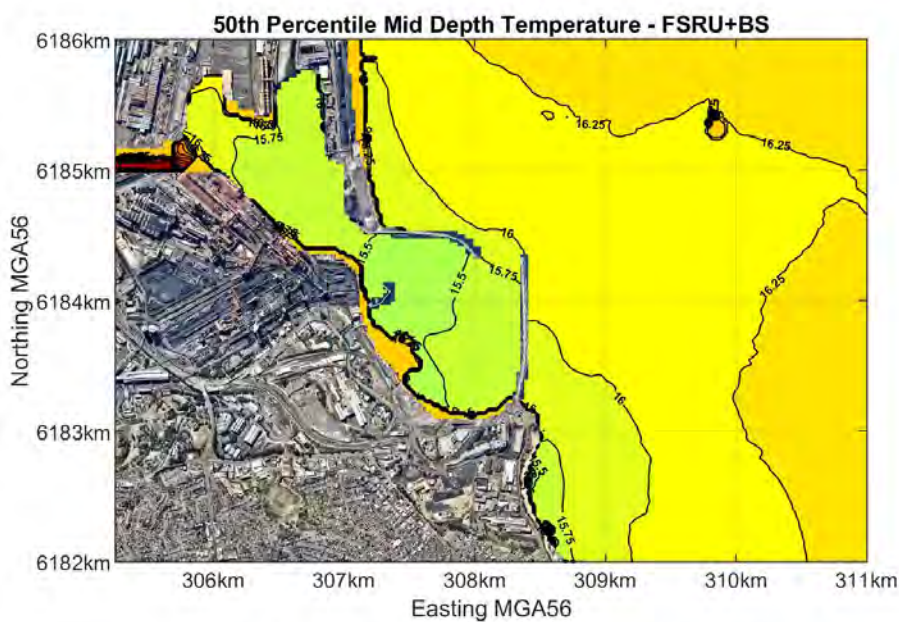 50th Percentile Mid Depth Temperature - FSRU+BS
6186km
6185km
6184km
6183km
6182km
Northing MGA56
306km
307km
308km
309km
310km
311km
Easting MGA56
15.75
16.25
16.25
16
15.5
15.75
15.5
16.25
16
15.5
15.75